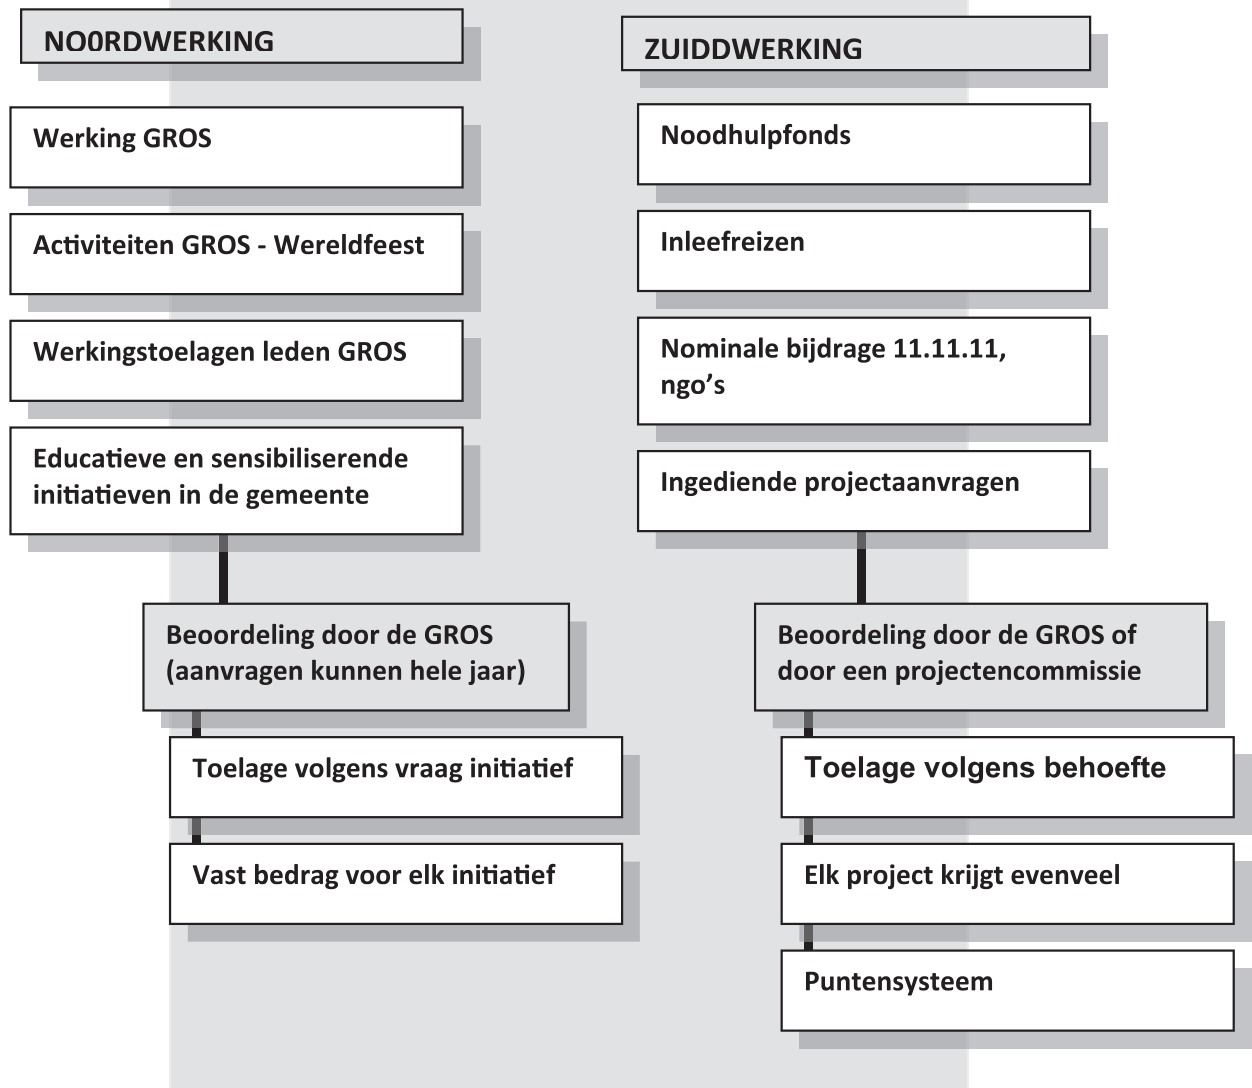 NO0RDWERKING
Werking GROS
Activiteiten GROS - Wereldfeest
Werkingstoelagen leden GROS
Educatieve en sensibiliserende
initiatieven in de gemeente
Beoordeling door de GROS
(aanvragen kunnen hele jaar)
Toelage volgens vraag initiatief
Vast bedrag voor elk initiatief
ZUIDDWERKING
Noodhulpfonds
Inleefreizen
Nominale bijdrage 11.11.11,
ngo’s
Ingediende projectaanvragen
Beoordeling door de GROS of
door een projectencommissie
Toelage volgens behoefte
Elk project krijgt evenveel
Puntensysteem